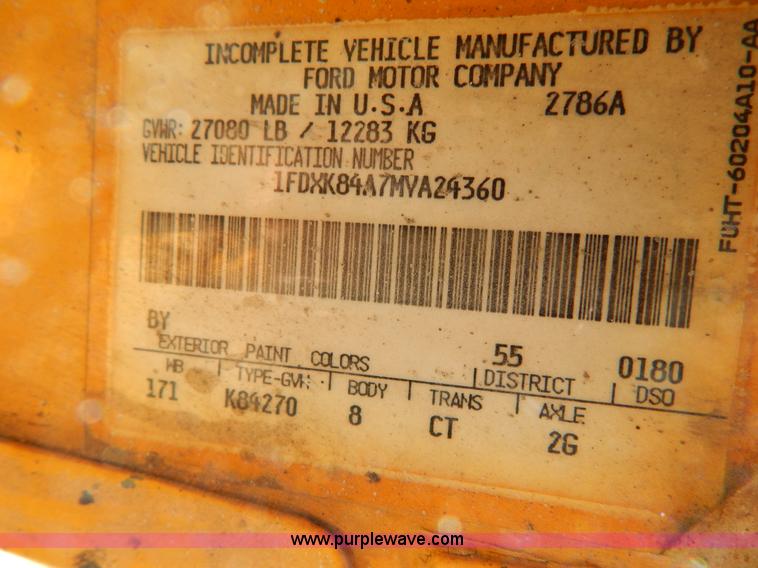 INCOMPLETE VEHICLE MANUFACTURED BY
FORD MOTOR COMPANY
MADE IN U.S.A 2786A
GVWR: 27080 LB / 12283 KG
VEHICLE IDENTIFICATION NUMBER
1FDXK84A7MVA24360
BY
EXTERIOR PAINT COLORS 55 0180
WB TYPE-GVW BODY DISTRICT DSO
171 K84270 8 TRANS AXLE
CT 2G
FUHT-60204A10-AA
www.purplewave.com